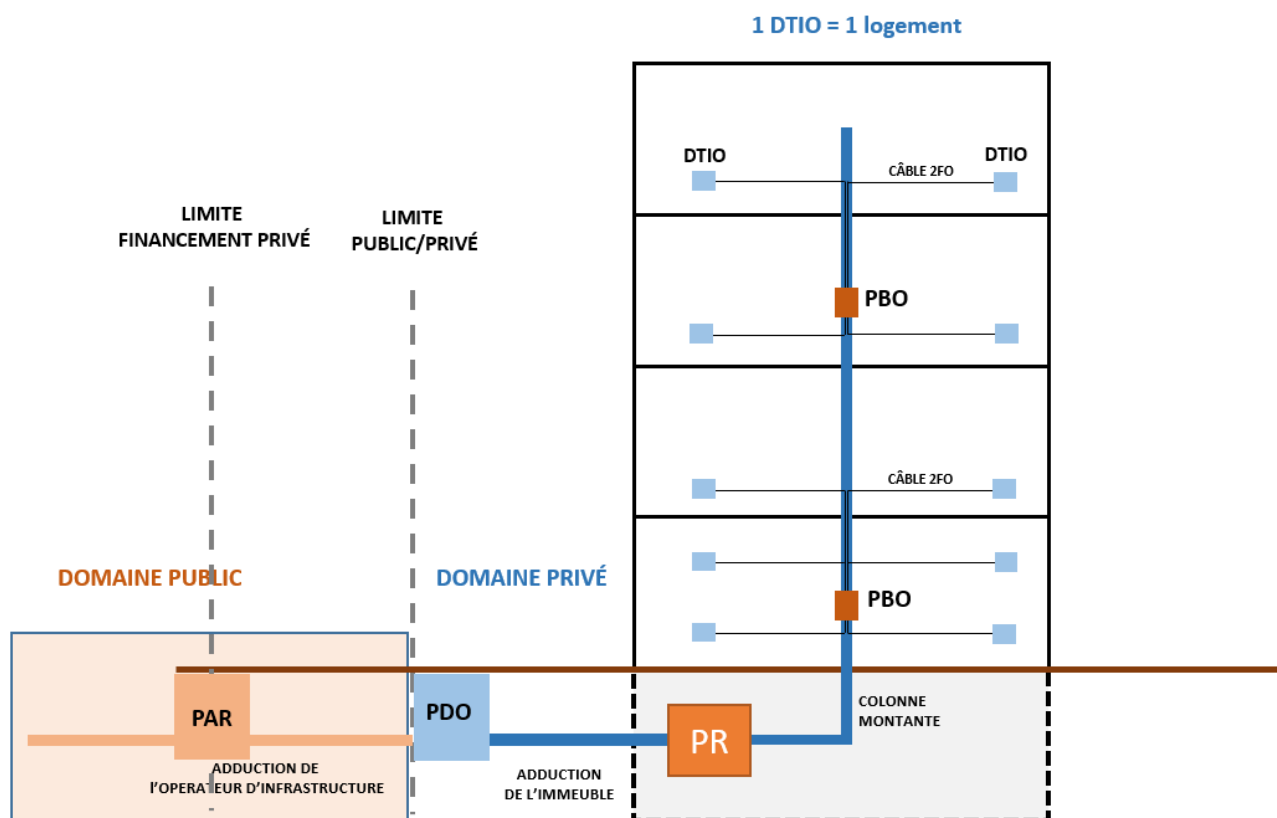 1 DTIO = 1 logement
DTIO
DTIO
CÂBLE 2FO
LIMITE
FINANCEMENT PRIVÉ
LIMITE
PUBLIC/PRIVÉ
PBO
CÂBLE 2FO
DOMAINE PUBLIC
DOMAINE PRIVÉ
PBO
PAR
PDO
PR
COLONNE
MONTANTE
ADDUCTION DE
l'OPERATEUR D'INFRASTRUCTURE
ADDUCTION
DE L'IMMEUBLE